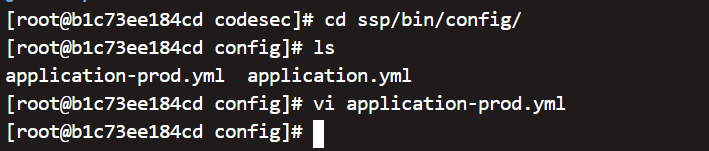 [root@b1c73ee184cd codesec]# cd ssp/bin/config/
[root@b1c73ee184cd config]# ls
application-prod.yml  application.yml
[root@b1c73ee184cd config]# vi application-prod.yml
[root@b1c73ee184cd config]#